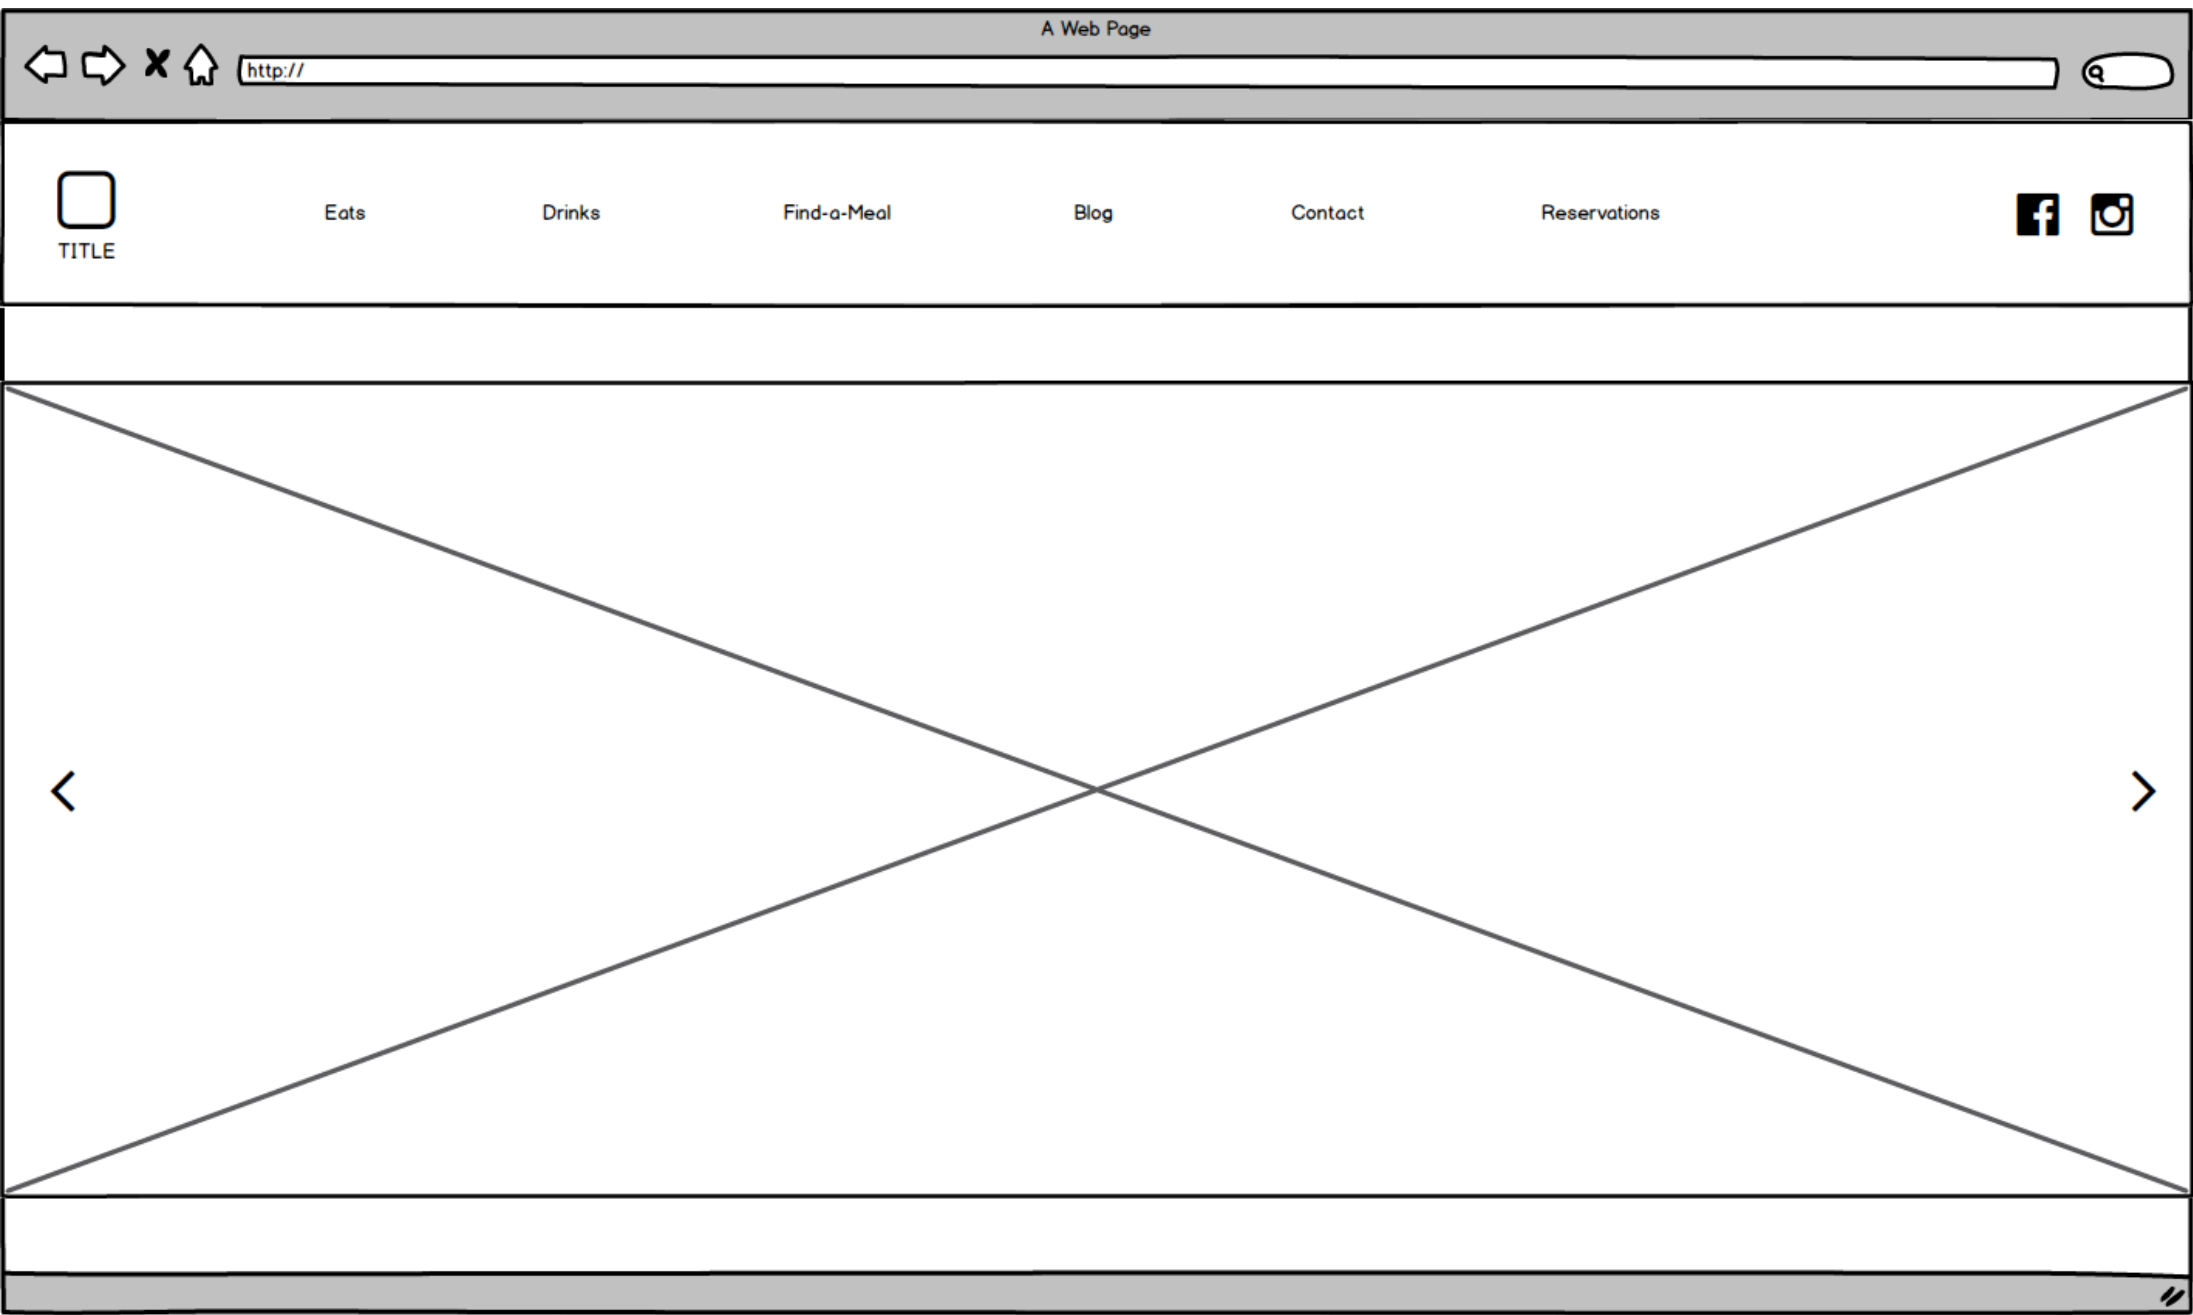 A Web Page
http://
TITLE
Eats
Drinks
Find-a-Meal
Blog
Contact
Reservations